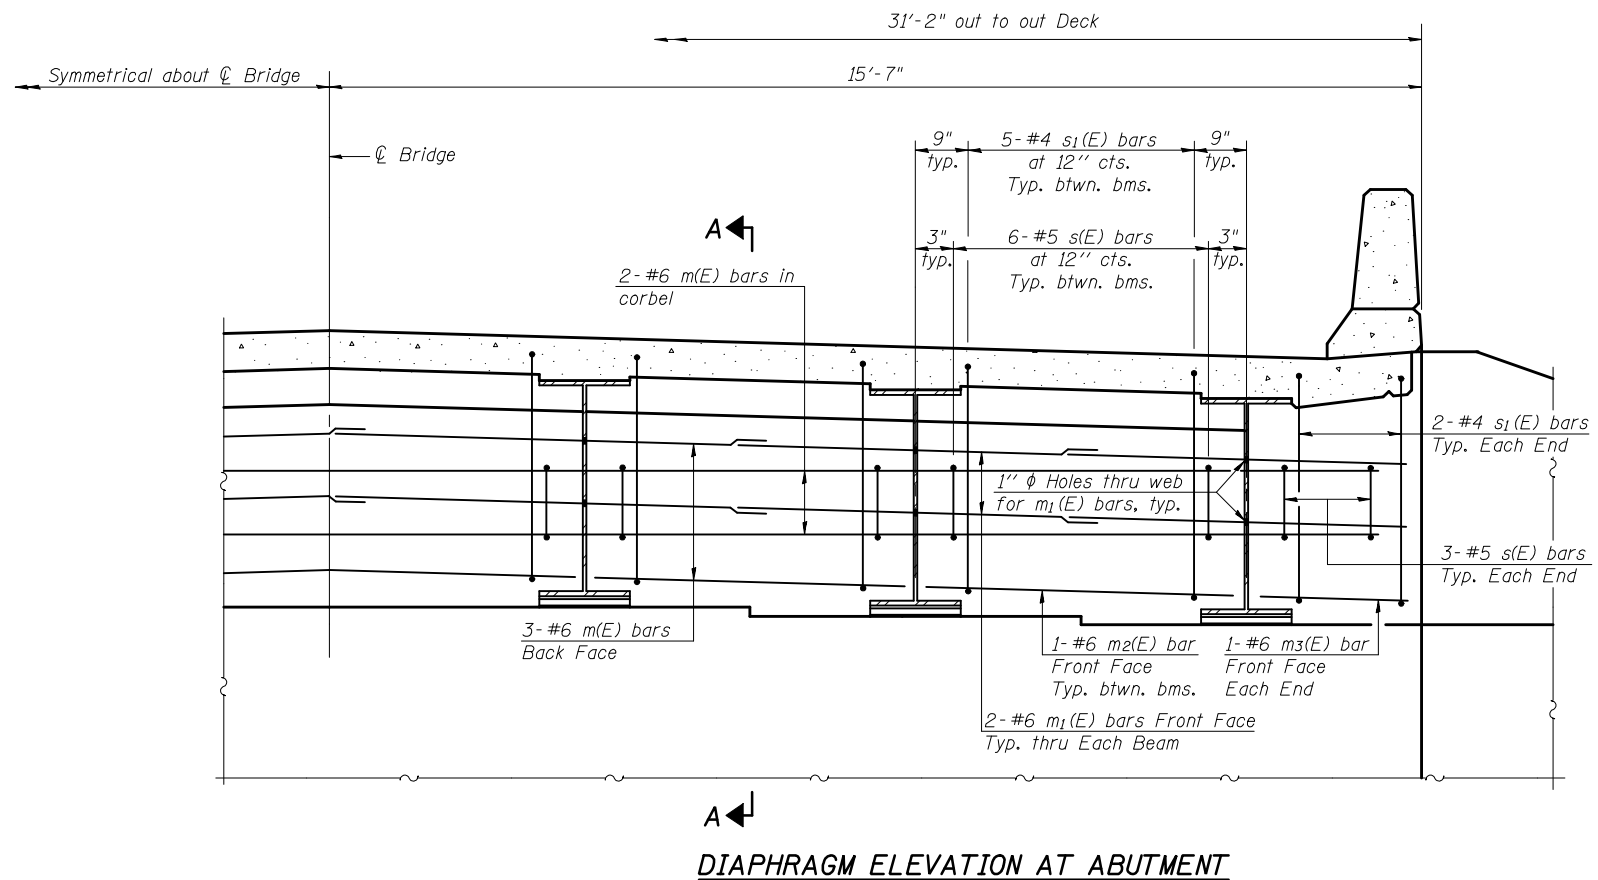 31'-2" out to out Deck
Symmetrical about ℄ Bridge
15'-7"
℄ Bridge
9"
typ.
5-#4 s1(E) bars
at 12" cts.
Typ. btwn. bms.
9"
typ.
A
3"
typ.
6-#5 s(E) bars
at 12" cts.
Typ. btwn. bms.
3"
typ.
2-#6 m(E) bars in
corbel
2-#4 s1(E) bars
Typ. Each End
1" ϕ Holes thru web
for m1(E) bars, typ.
3-#5 s(E) bars
Typ. Each End
3-#6 m(E) bars
Back Face
1-#6 m2(E) bar
Front Face
Typ. btwn. bms.
1-#6 m3(E) bar
Front Face
Each End
2-#6 m1(E) bars Front Face
Typ. thru Each Beam
A
DIAPHRAGM ELEVATION AT ABUTMENT